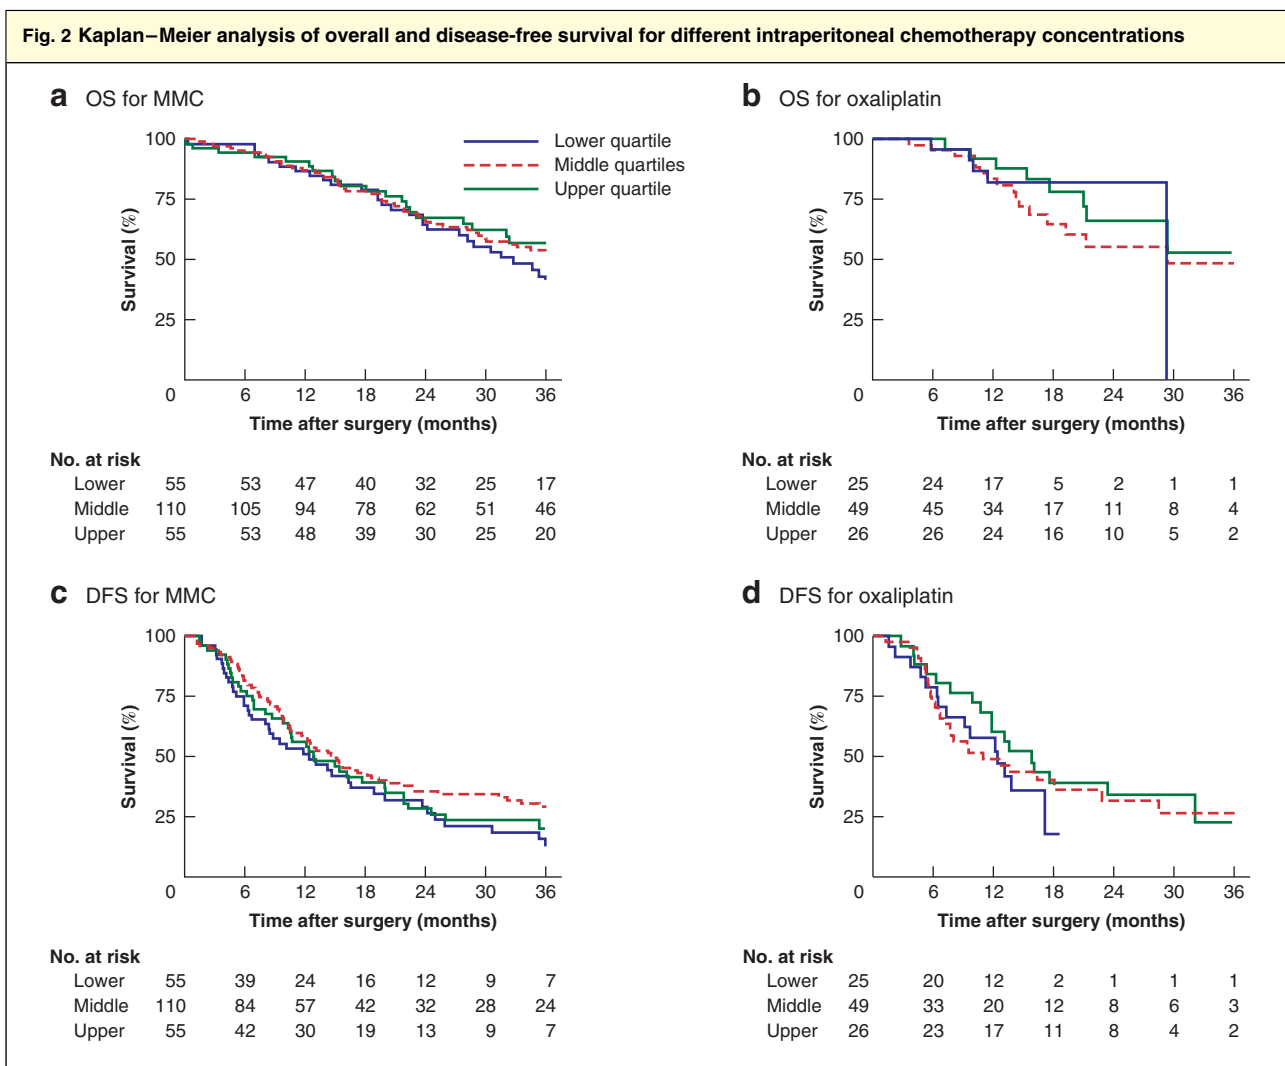 Fig. 2 Kaplan–Meier analysis of overall and disease-free survival for different intraperitoneal chemotherapy concentrations
a OS for MMC
100
75
50
25
0
Survival (%)
6 12 18 24 30 36
Time after surgery (months)
Lower quartile
Middle quartiles
Upper quartile
No. at risk
Lower 55 53 47 40 32 25 17
Middle 110 105 94 78 62 51 46
Upper 55 53 48 39 30 25 20
b OS for oxaliplatin
100
75
50
25
0
Survival (%)
6 12 18 24 30 36
Time after surgery (months)
No. at risk
Lower 25 24 17 5 2 1 1
Middle 49 45 34 17 11 8 4
Upper 26 26 24 16 10 5 2
c DFS for MMC
100
75
50
25
0
Survival (%)
6 12 18 24 30 36
Time after surgery (months)
No. at risk
Lower 55 39 24 16 12 9 7
Middle 110 84 57 42 32 28 24
Upper 55 42 30 19 13 9 7
d DFS for oxaliplatin
100
75
50
25
0
Survival (%)
6 12 18 24 30 36
Time after surgery (months)
No. at risk
Lower 25 20 12 2 1 1 1
Middle 49 33 20 12 8 6 3
Upper 26 23 17 11 8 4 2